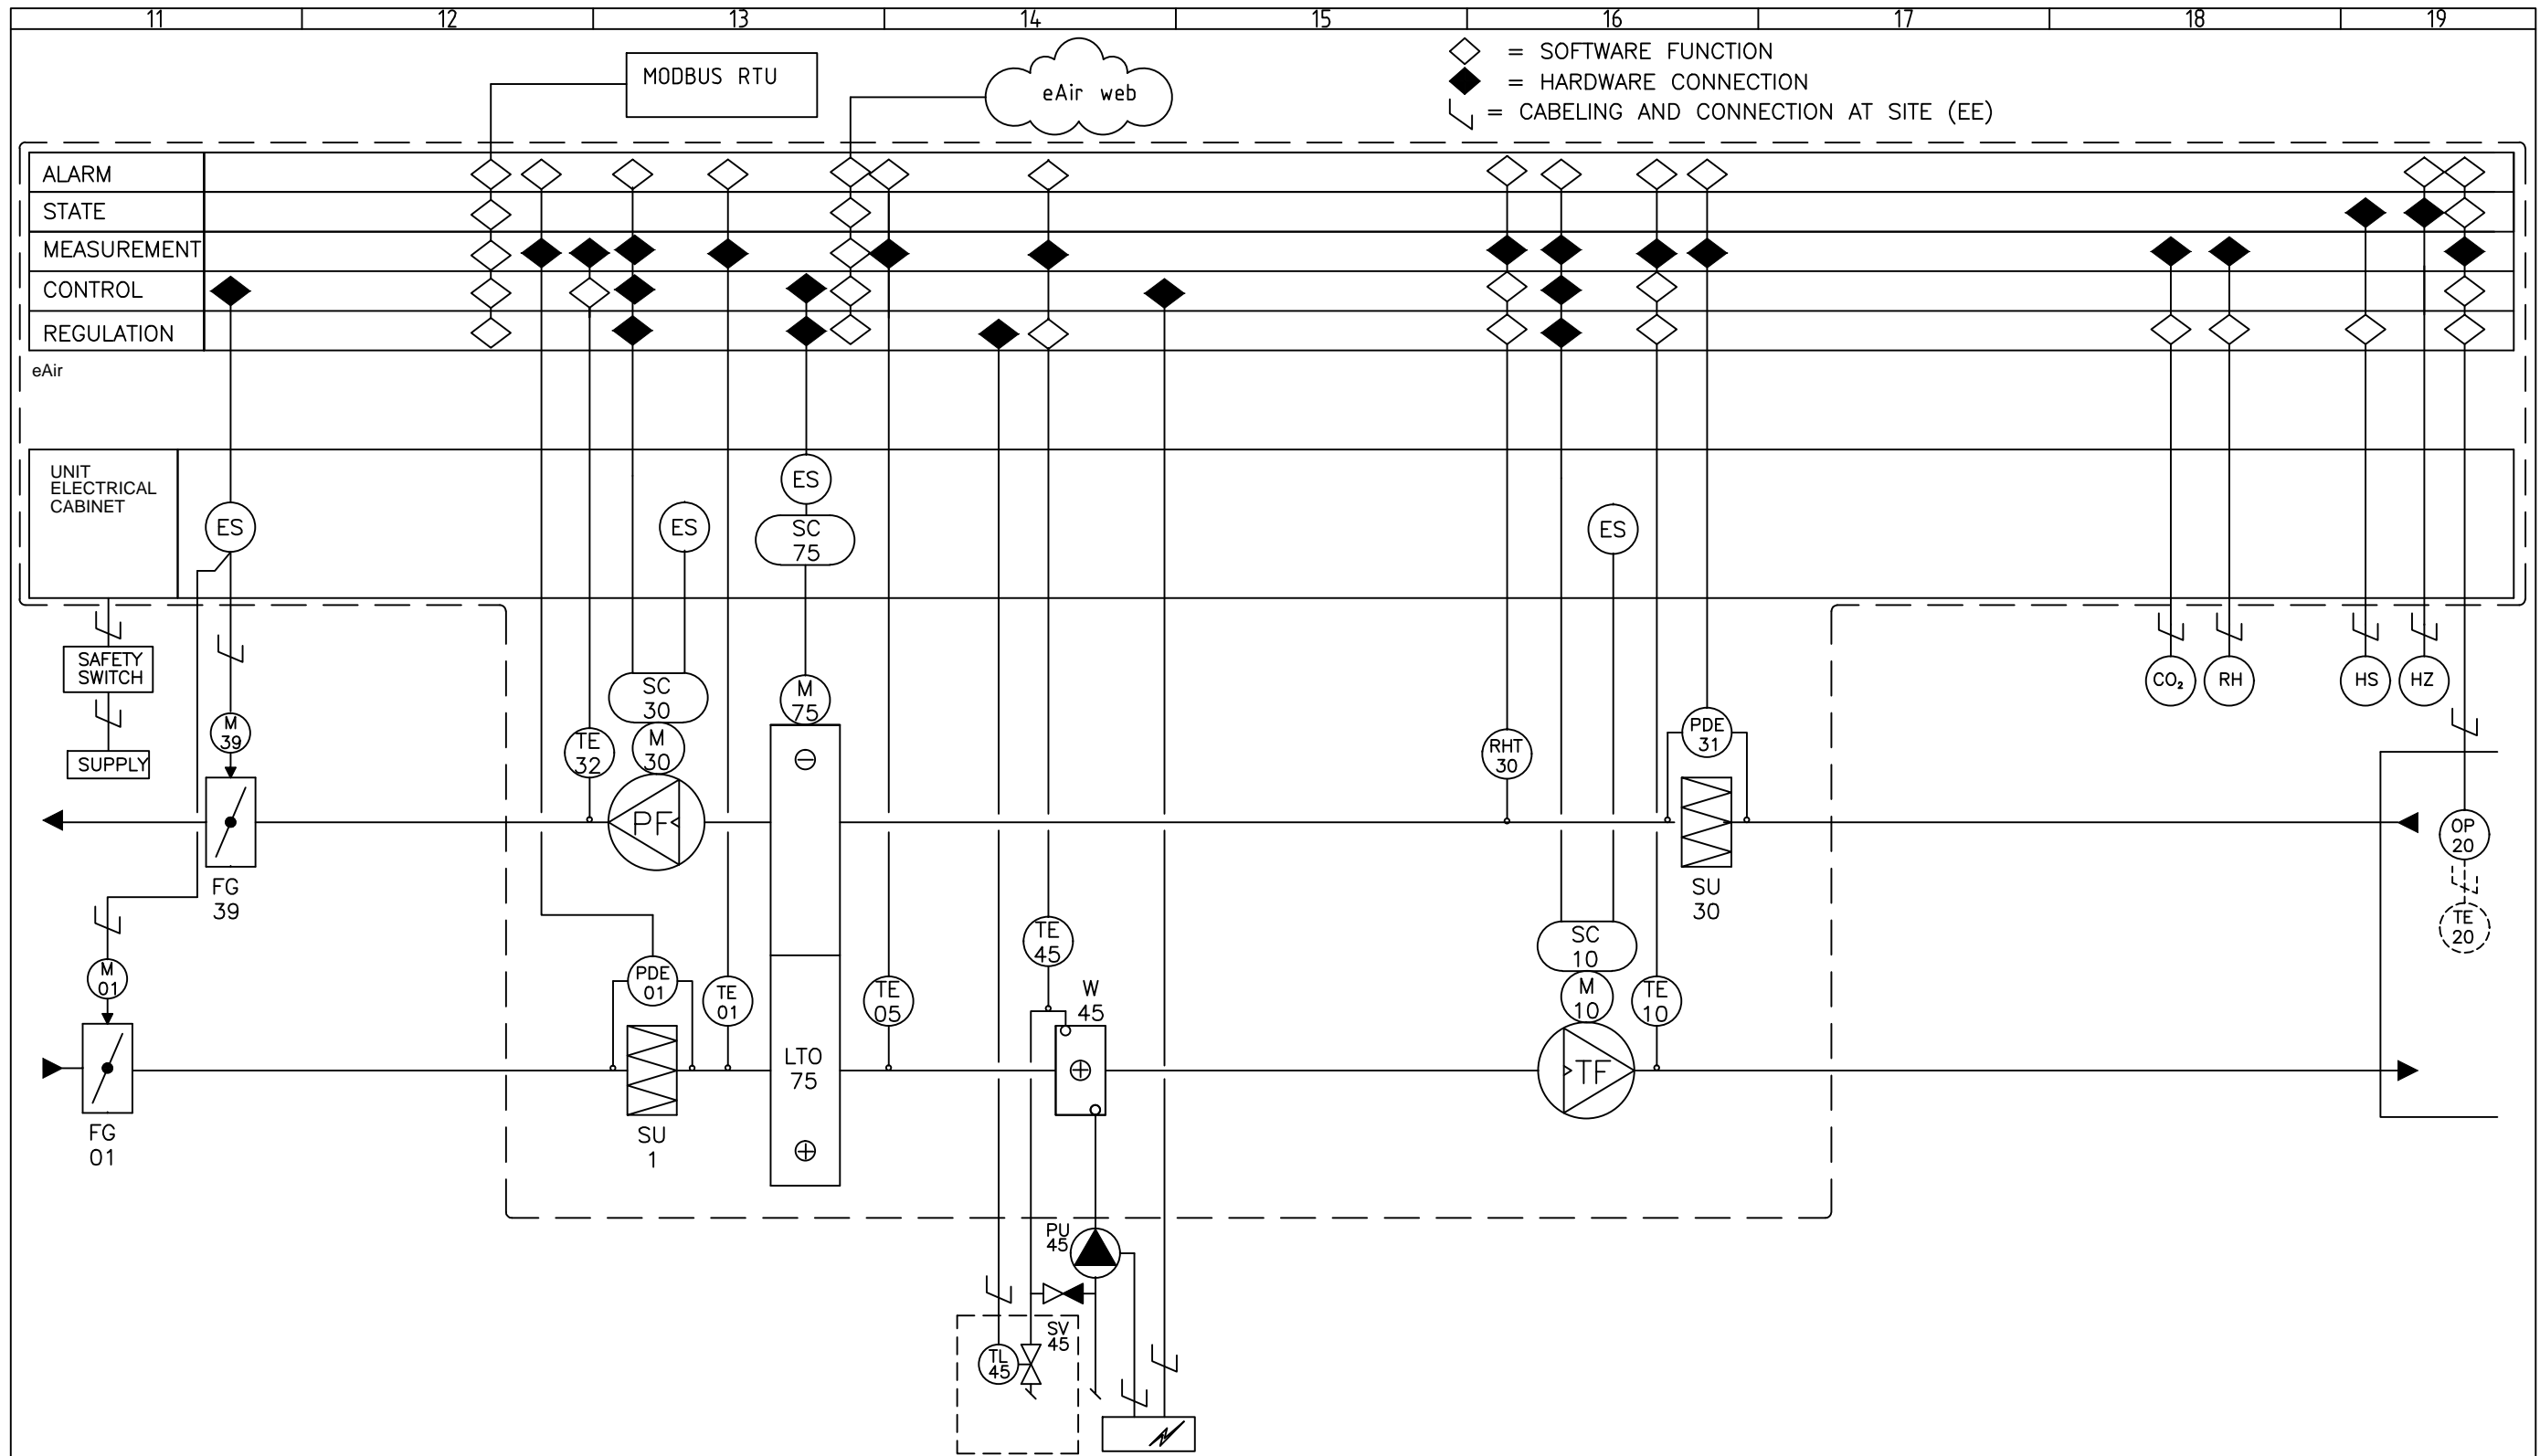 11 12 13 14 15 16 17 18 19
= SOFTWARE FUNCTION
MODBUS RTU
= HARDWARE CONNECTION
eAir web
= CABELING AND CONNECTION AT SITE (EE)
ALARM
STATE
MEASUREMENT
CONTROL
REGULATION
eAir
UNIT
ELECTRICAL
CABINET
ES
ES
ES
SC
75
ES
SAFETY
SWITCH
SUPPLY
M
39
TE
32
SC
30
M
30
M
75
RHT
30
PDE
31
CO₂
RH
HS
HZ
PF
OP
20
TE
20
FG
39
SU
30
M
01
PDE
01
TE
01
TE
05
TE
45
W
45
SC
10
M
10
TE
10
LTO
75
TF
FG
01
SU
1
PU
45
SV
45
TL
45